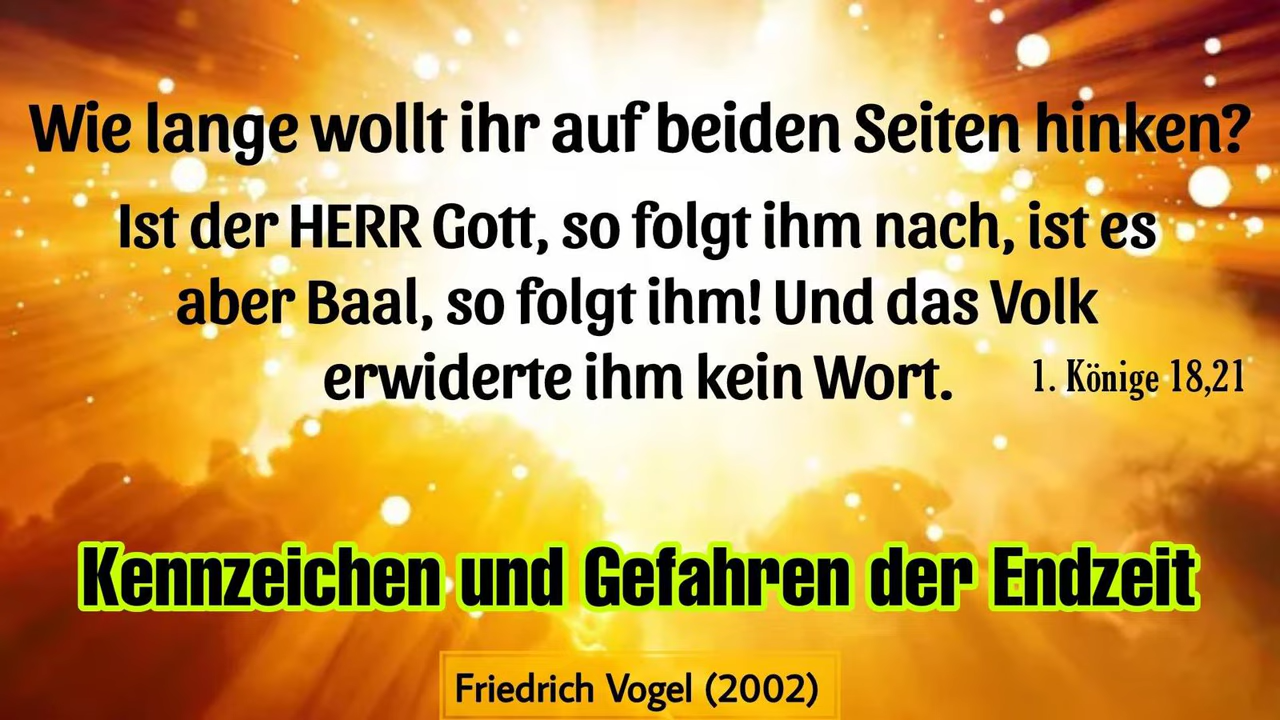 Wie lange wollt ihr auf beiden Seiten hinken?
Ist der HERR Gott, so folgt ihm nach, ist es
aber Baal, so folgt ihm! Und das Volk
erwiderte ihm kein Wort. 1. Könige 18,21
Kennzeichen und Gefahren der Endzeit
Friedrich Vogel (2002)